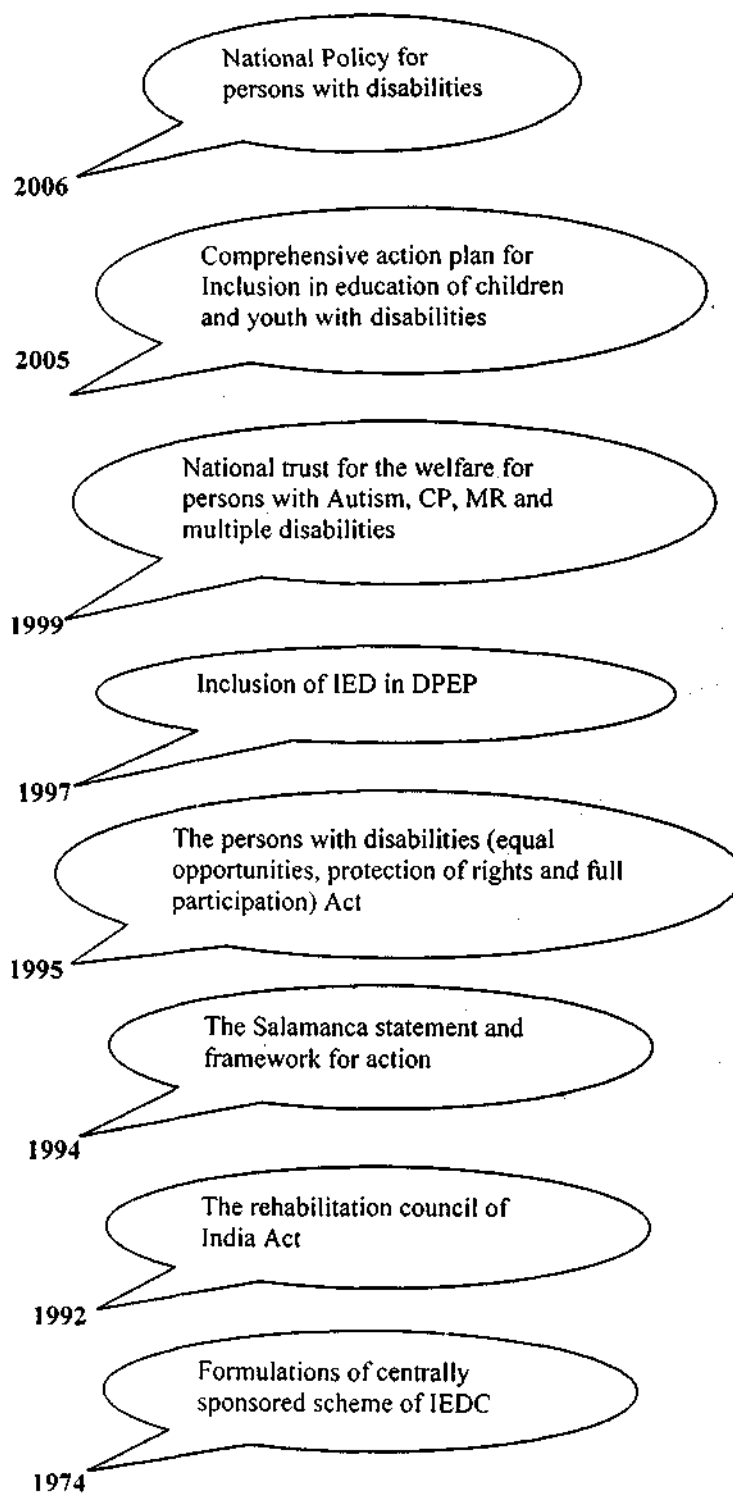 National Policy for
persons with disabilities
2006
Comprehensive action plan for
Inclusion in education of children
and youth with disabilities
2005
National trust for the welfare for
persons with Autism, CP, MR and
multiple disabilities
1999
Inclusion of IED in DPEP
1997
The persons with disabilities (equal
opportunities, protection of rights and full
participation) Act
1995
The Salamanca statement and
framework for action
1994
The rehabilitation council of
India Act
1992
Formulations of centrally
sponsored scheme of IEDC
1974